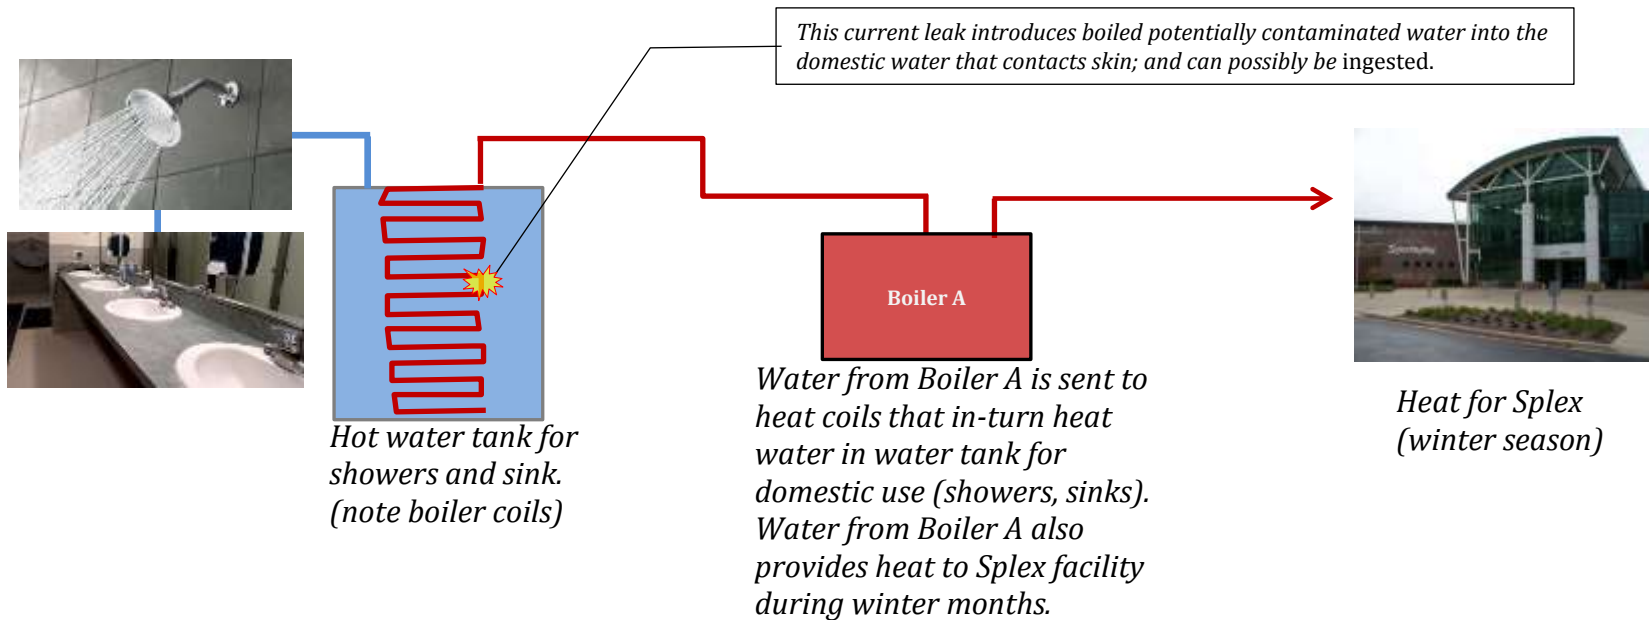 This current leak introduces boiled potentially contaminated water into the
domestic water that contacts skin; and can possibly be ingested.
Boiler A
Hot water tank for
showers and sink.
(note boiler coils)
Water from Boiler A is sent to
heat coils that in-turn heat
water in water tank for
domestic use (showers, sinks).
Water from Boiler A also
provides heat to Splex facility
during winter months.
Heat for Splex
(winter season)